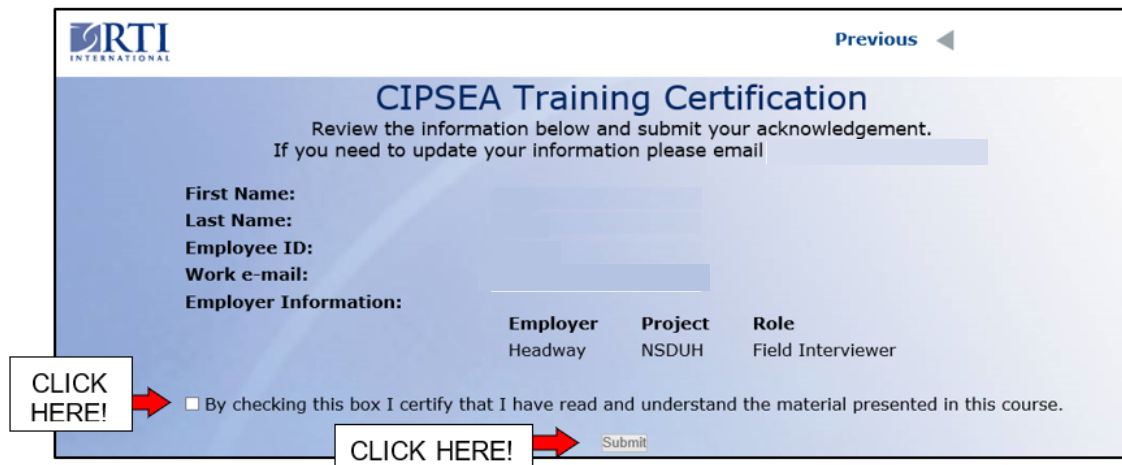 RTI
INTERNATIONAL
Previous
CIPSEA Training Certification
Review the information below and submit your acknowledgement.
If you need to update your information please email
First Name:
Last Name:
Employee ID:
Work e-mail:
Employer Information:
Employer Project Role
Headway NSDUH Field Interviewer
CLICK
HERE!
By checking this box I certify that I have read and understand the material presented in this course.
CLICK HERE!
Submit